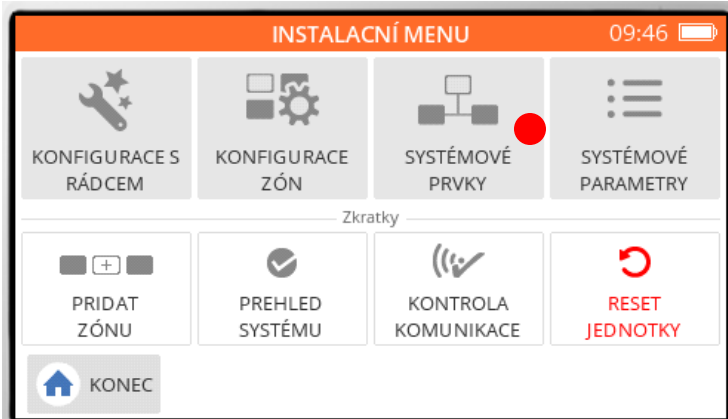 INSTALACNÍ MENU 09:46
KONFIGURACE S
RÁDCEM
KONFIGURACE
ZÓN
SYSTÉMOVÉ
PRVKY
SYSTÉMOVÉ
PARAMETRY
Zkratky
PRIDAT
ZÓNU
PREHLED
SYSTÉMU
KONTROLA
KOMUNIKACE
RESET
JEDNOTKY
KONEC